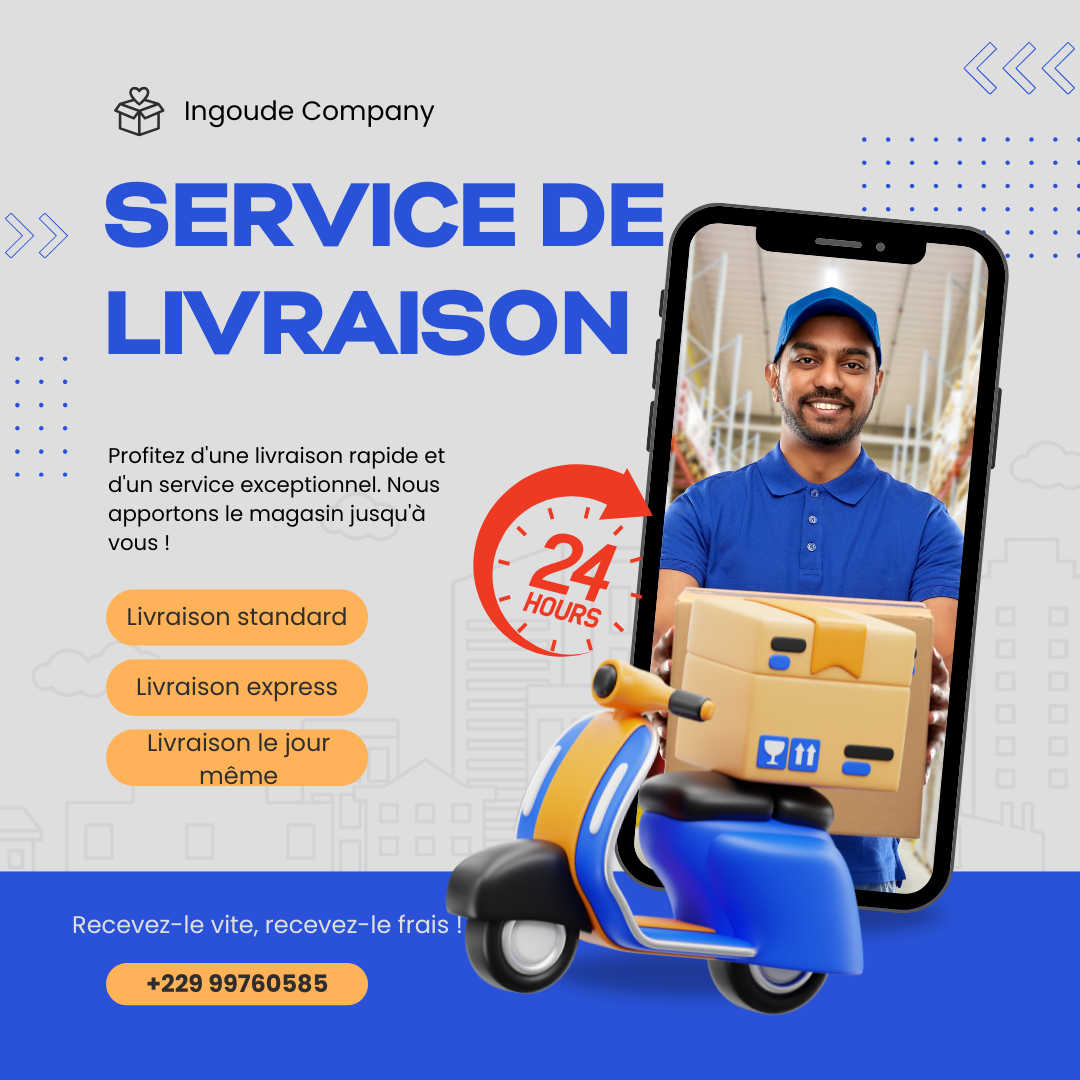 Ingoude Company
SERVICE DE
LIVRAISON
Profitez d'une livraison rapide et
d'un service exceptionnel. Nous
apportons le magasin jusqu'à
vous !
24
HOURS
Livraison standard
Livraison express
Livraison le jour
même
Recevez-le vite, recevez-le frais !
+229 99760585